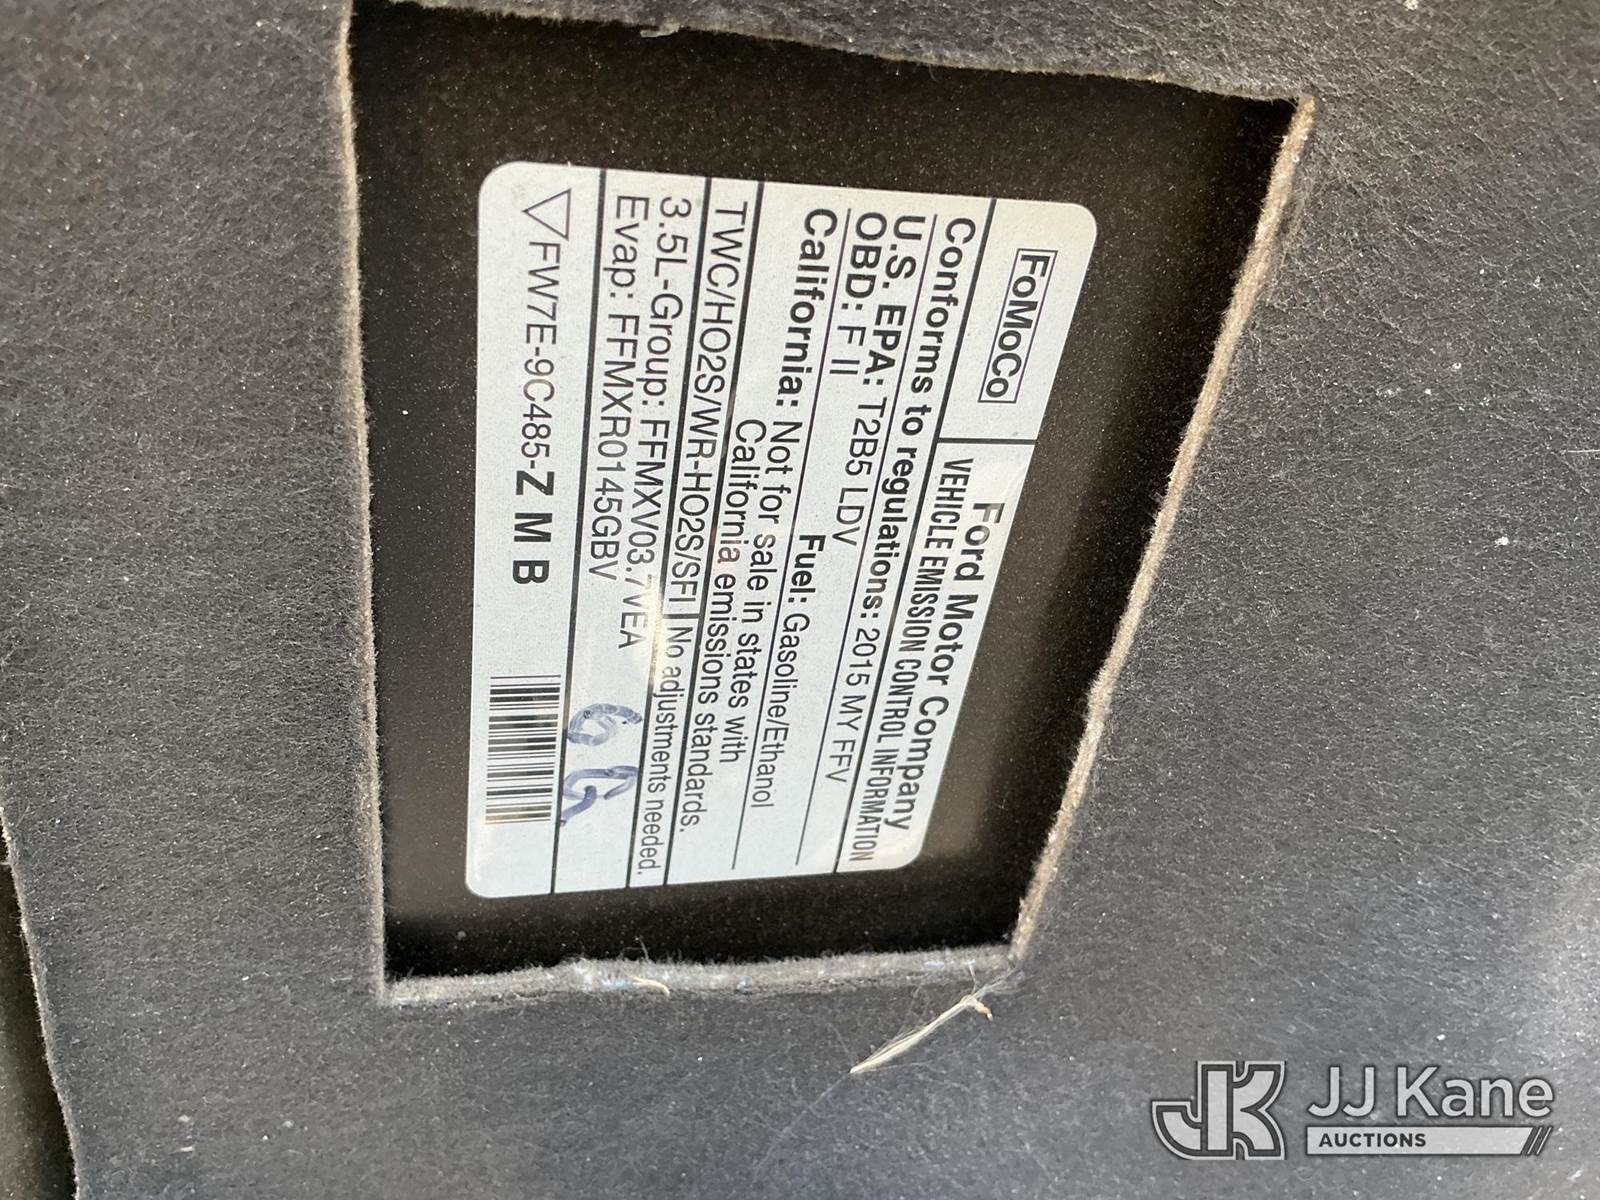 FoMoCo
Ford Motor Company
VEHICLE EMISSION CONTROL INFORMATION
Conforms to regulations: 2015 MY FFV
U.S. EPA: T2B5 LDV
OBD: F II
Fuel: Gasoline/Ethanol
California: Not for sale in states with
California emissions standards.
TWC/HO2S/WR-HO2S/SFI No adjustments needed.
3.5L-Group: FFMXV03.7VEA
Evap: FFMXR0145GBV
FW7E-9C485-Z M B
JK
JJ Kane
AUCTIONS